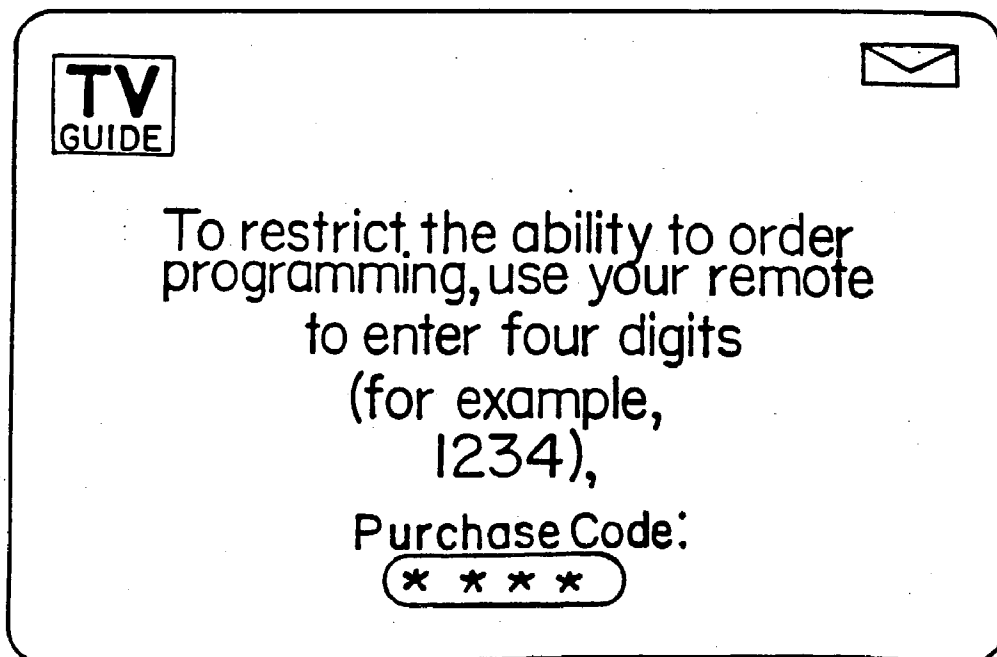 TV
GUIDE
To restrict the ability to order
programming, use your remote
to enter four digits
(for example,
1234),
Purchase Code:
* * * *